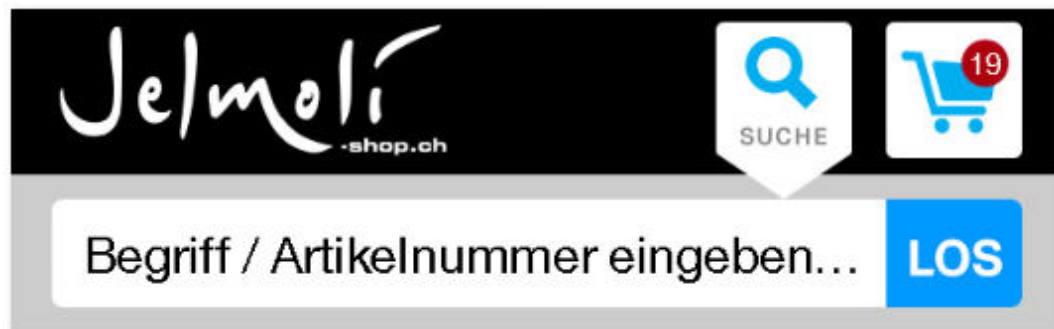 Jelmoli
-shop.ch
SUCHE
19
Begriff / Artikelnummer eingeben...
LOS